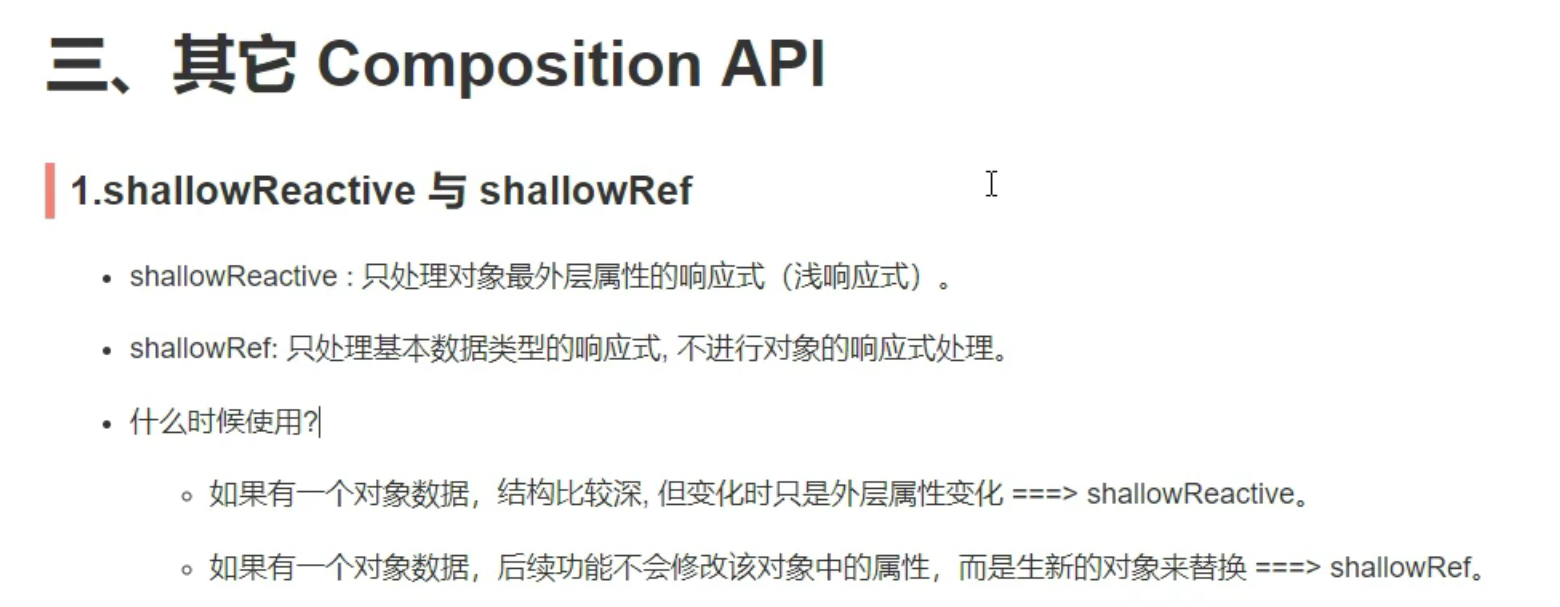 三、其它 Composition API
1.shallowReactive 与 shallowRef
shallowReactive : 只处理对象最外层属性的响应式（浅响应式）。
shallowRef: 只处理基本数据类型的响应式, 不进行对象的响应式处理。
什么时候使用?
如果有一个对象数据，结构比较深, 但变化时只是外层属性变化 ===> shallowReactive。
如果有一个对象数据，后续功能不会修改该对象中的属性，而是生新的对象来替换 ===> shallowRef。